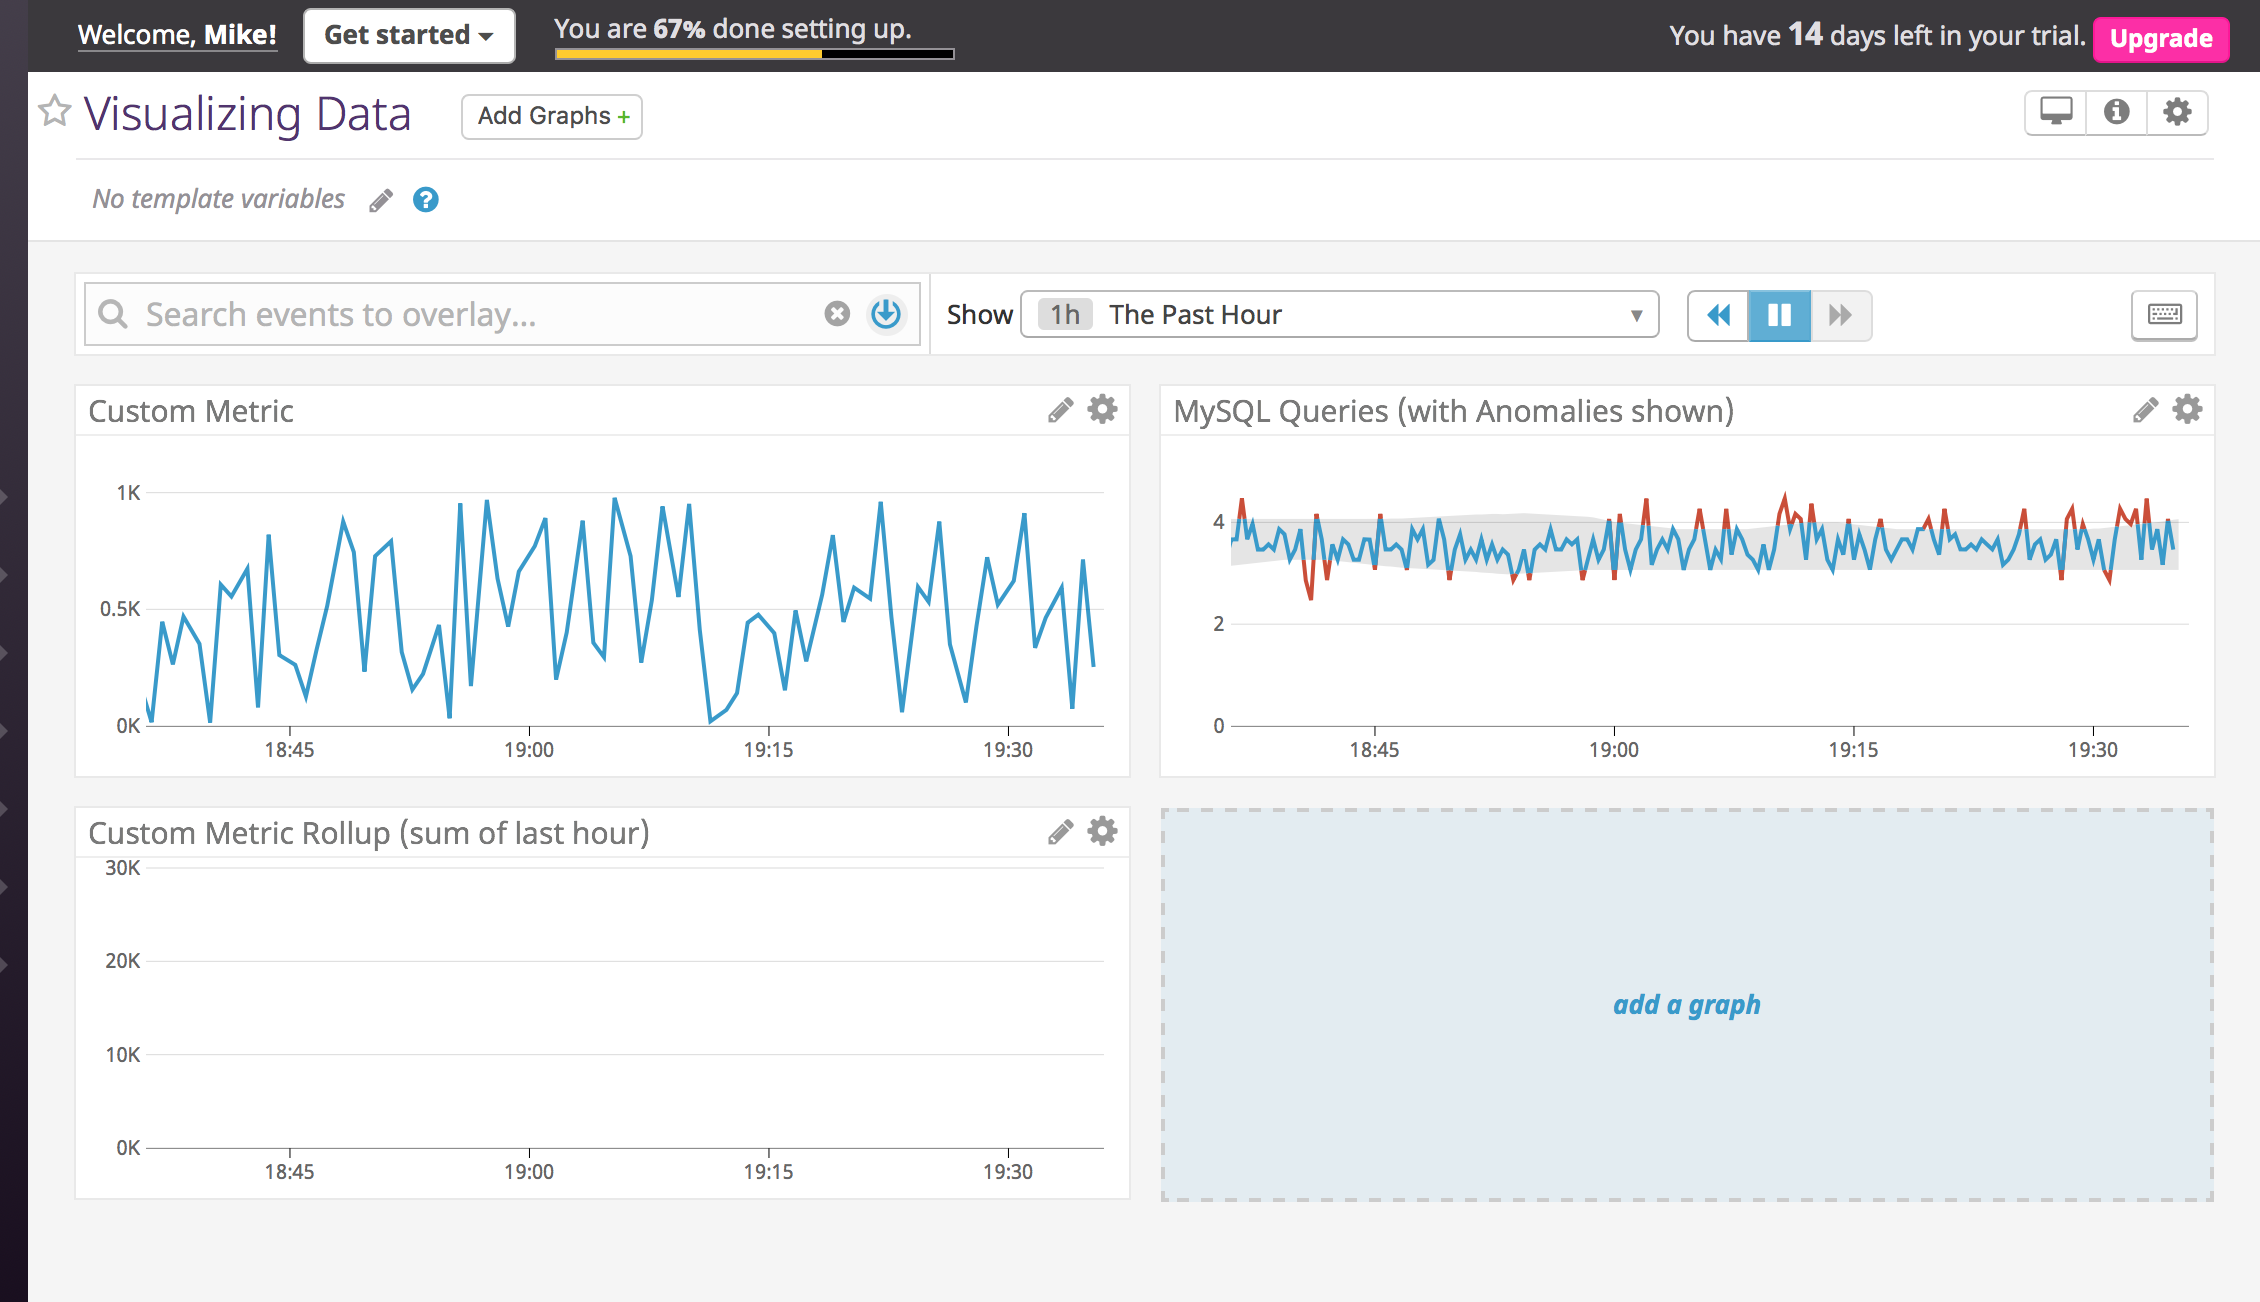 Welcome, Mike!
Get started
You are 67% done setting up.
You have 14 days left in your trial.
Upgrade
Visualizing Data
Add Graphs +
No template variables
?
Search events to overlay...
Show
1h The Past Hour
Custom Metric
1K
0.5K
0K
18:45 19:00 19:15 19:30
MySQL Queries (with Anomalies shown)
4
2
0
18:45 19:00 19:15 19:30
Custom Metric Rollup (sum of last hour)
30K
20K
10K
0K
18:45 19:00 19:15 19:30
add a graph